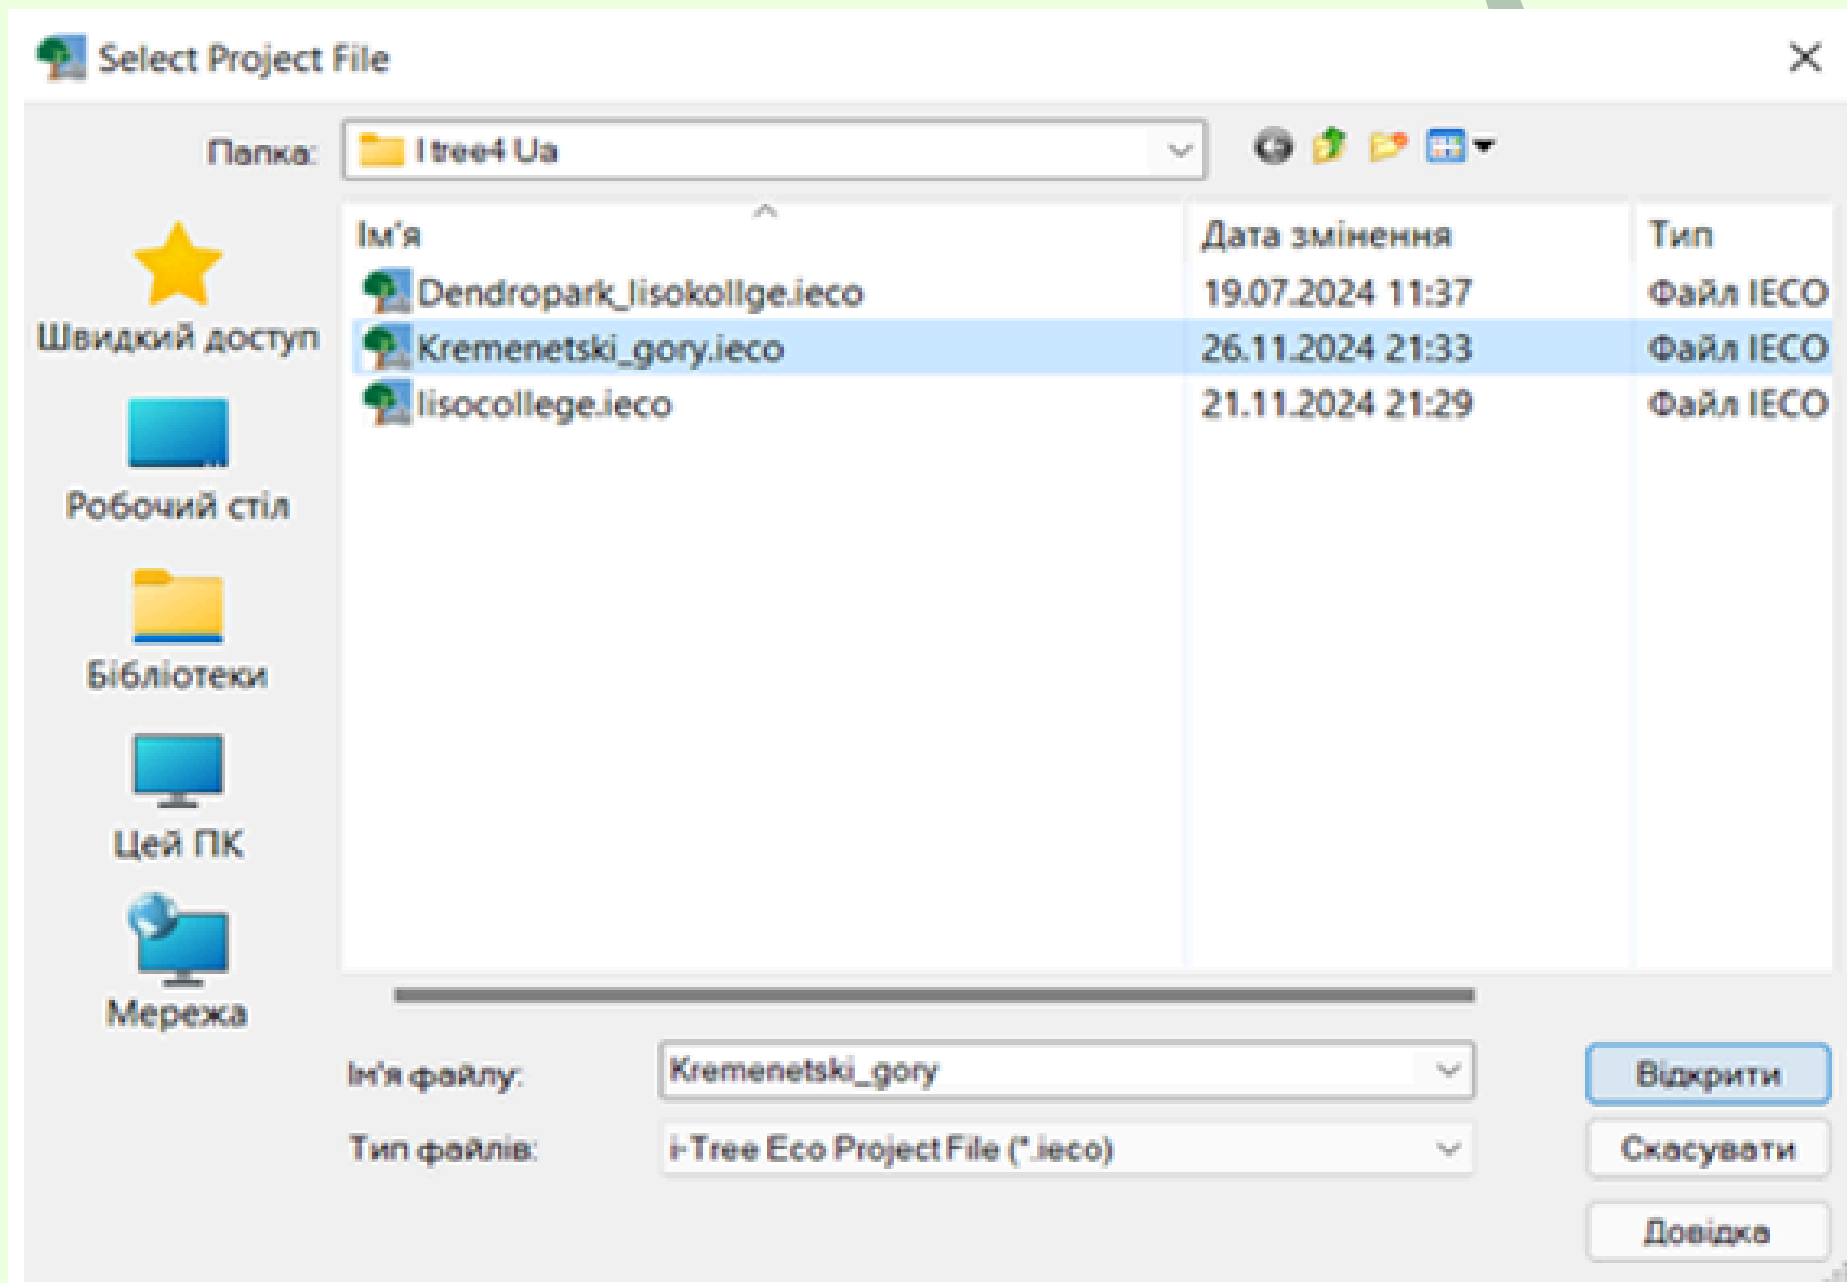 Select Project File
Папка: I tree4 Ua
Ім'я Дата змінення Тип
Dendropark_lisokollge.ieco 19.07.2024 11:37 Файл IECO
Kremenetski_gory.ieco 26.11.2024 21:33 Файл IECO
lisocollege.ieco 21.11.2024 21:29 Файл IECO
Швидкий доступ
Робочий стіл
Бібліотеки
Цей ПК
Мережа
Ім'я файлу: Kremenetski_gory Відкрити
Тип файлів: i-Tree Eco Project File (*.ieco) Скасувати
Довідка